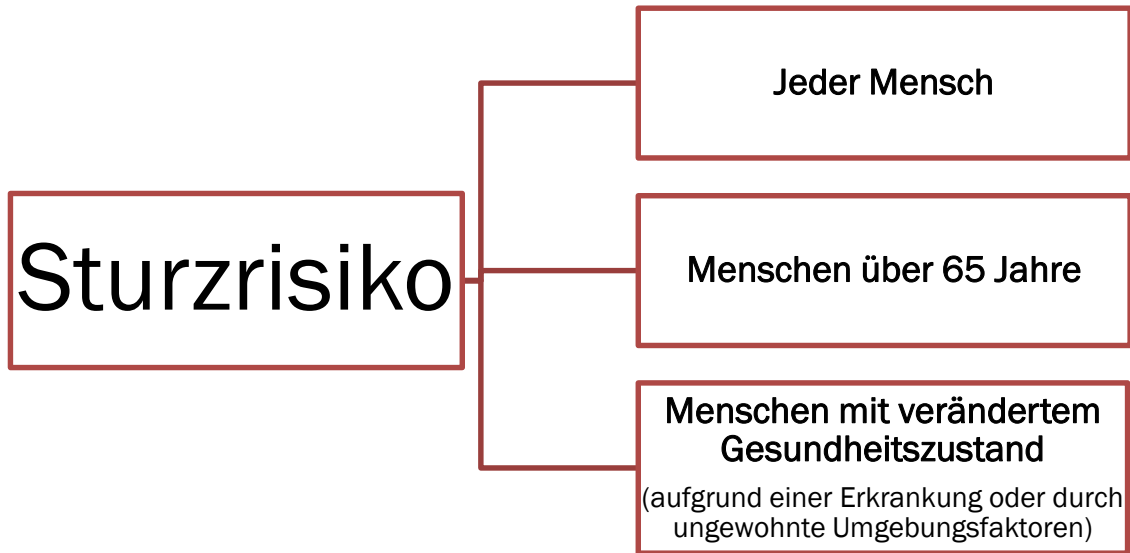 Sturzrisiko
Jeder Mensch
Menschen über 65 Jahre
Menschen mit verändertem
Gesundheitszustand
(aufgrund einer Erkrankung oder durch
ungewohnte Umgebungsfaktoren)